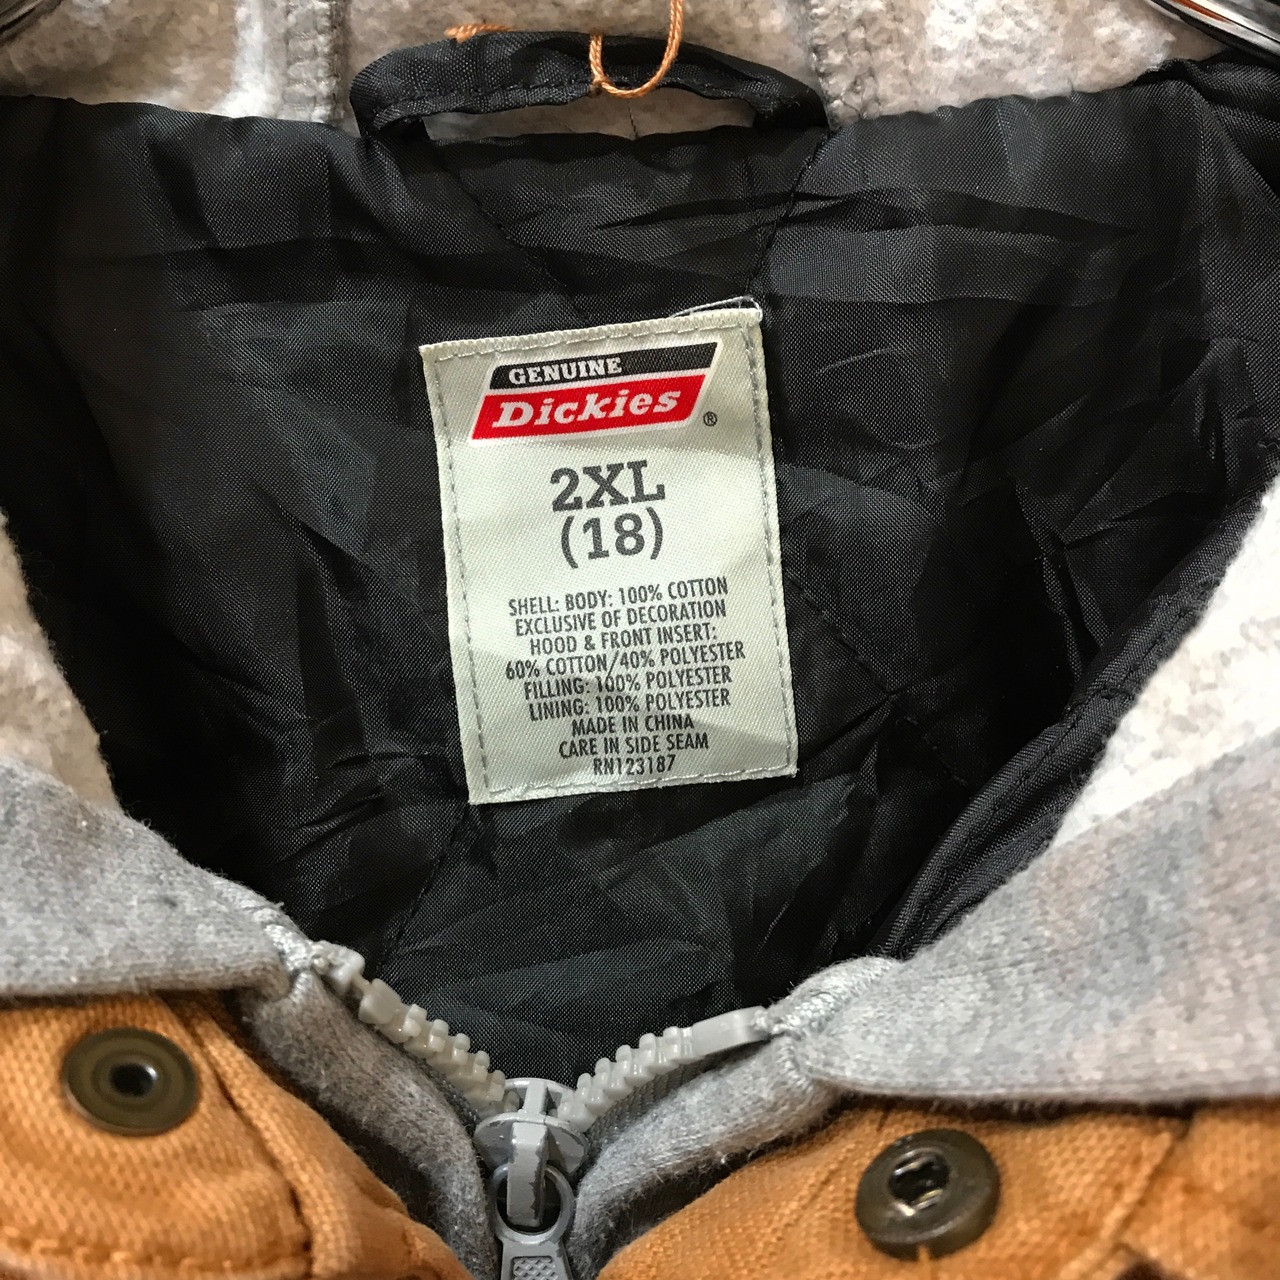 GENUINE
Dickies
®
2XL
(18)
SHELL: BODY: 100% COTTON
EXCLUSIVE OF DECORATION
HOOD & FRONT INSERT:
60% COTTON/40% POLYESTER
FILLING: 100% POLYESTER
LINING: 100% POLYESTER
MADE IN CHINA
CARE IN SIDE SEAM
RN123187